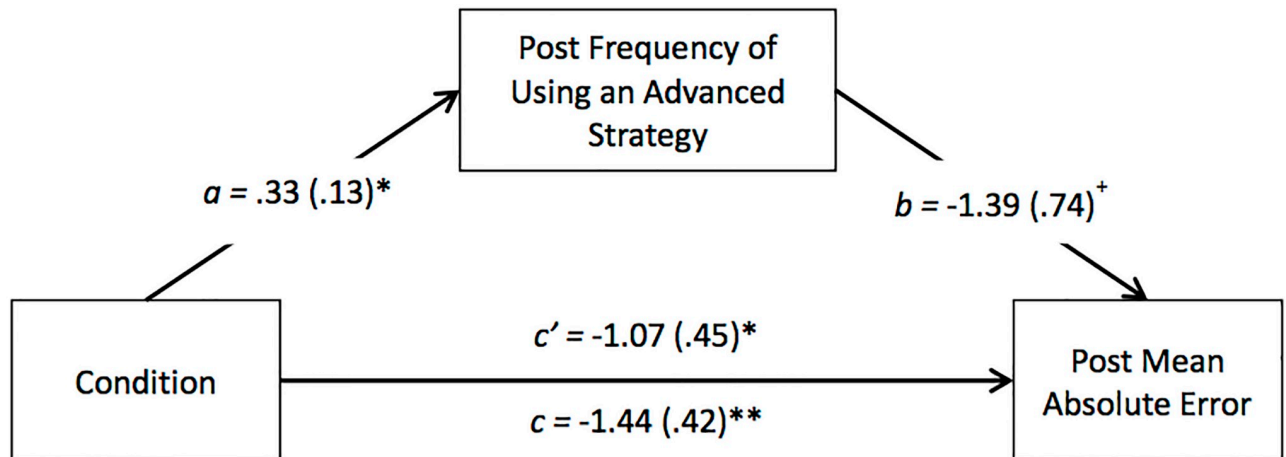 Post Frequency of
Using an Advanced
Strategy
a = .33 (.13)*
b = -1.39 (.74)+
c' = -1.07 (.45)*
Condition
Post Mean
Absolute Error
c = -1.44 (.42)**